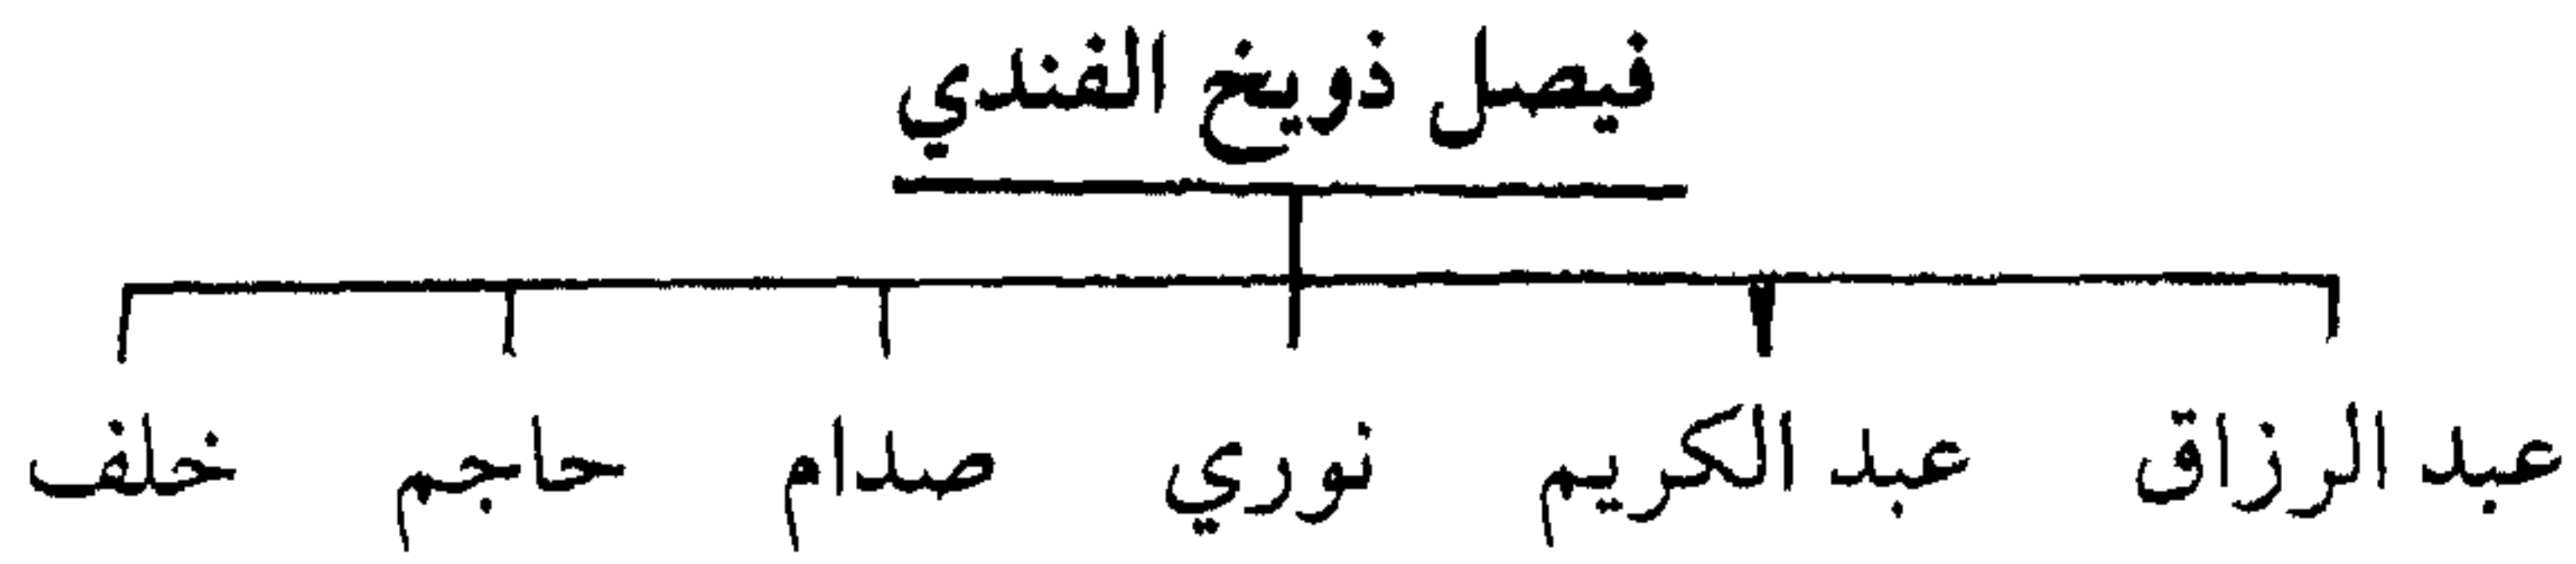 فيصل ذويخ الفندي
عبد الرزاق عبد الكريم نوري صدام حاجم خلف